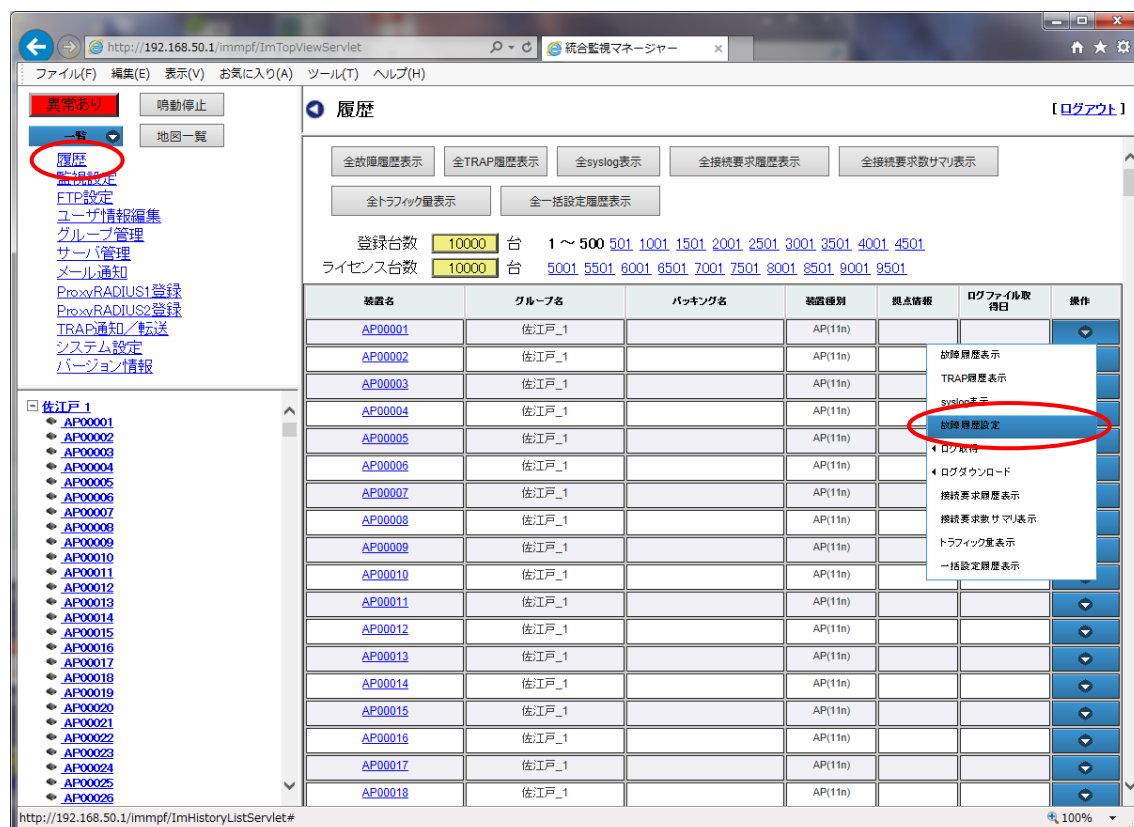 http://192.168.50.1/immpf/ImTopViewServlet
統合監視マネージャー
ファイル(F) 編集(E) 表示(V) お気に入り(A) ツール(T) ヘルプ(H)
異常あり 鳴動停止
一覧 地図一覧
履歴
監視設定
FTP設定
ユーザ情報編集
グループ管理
サーバ管理
メール通知
ProxyRADIUS1登録
ProxyRADIUS2登録
TRAP通知/転送
システム設定
バージョン情報
佐江戸 1
AP00001
AP00002
AP00003
AP00004
AP00005
AP00006
AP00007
AP00008
AP00009
AP00010
AP00011
AP00012
AP00013
AP00014
AP00015
AP00016
AP00017
AP00018
AP00019
AP00020
AP00021
AP00022
AP00023
AP00024
AP00025
AP00026
履歴 [ログアウト]
全故障履歴表示 全TRAP履歴表示 全syslog表示 全接続要求履歴表示 全接続要求数サマリ表示
全トラフィック量表示 全一括設定履歴表示
登録台数 10000 台 1 ~ 500 501 1001 1501 2001 2501 3001 3501 4001 4501
ライセンス台数 10000 台 5001 5501 6001 6501 7001 7501 8001 8501 9001 9501
装置名 グループ名 バッキング名 装置種別 拠点情報 ログファイル取得日 操作
AP00001 佐江戸_1 AP(11n)
AP00002 佐江戸_1 AP(11n)
AP00003 佐江戸_1 AP(11n)
AP00004 佐江戸_1 AP(11n)
AP00005 佐江戸_1 AP(11n)
AP00006 佐江戸_1 AP(11n)
AP00007 佐江戸_1 AP(11n)
AP00008 佐江戸_1 AP(11n)
AP00009 佐江戸_1 AP(11n)
AP00010 佐江戸_1 AP(11n)
AP00011 佐江戸_1 AP(11n)
AP00012 佐江戸_1 AP(11n)
AP00013 佐江戸_1 AP(11n)
AP00014 佐江戸_1 AP(11n)
AP00015 佐江戸_1 AP(11n)
AP00016 佐江戸_1 AP(11n)
AP00017 佐江戸_1 AP(11n)
AP00018 佐江戸_1 AP(11n)
故障履歴表示
TRAP履歴表示
syslog表示
故障履歴設定
ログ取得
ログダウンロード
接続要求履歴表示
接続要求数サマリ表示
トラフィック量表示
一括設定履歴表示
http://192.168.50.1/immpf/ImHistoryListServlet#
100%